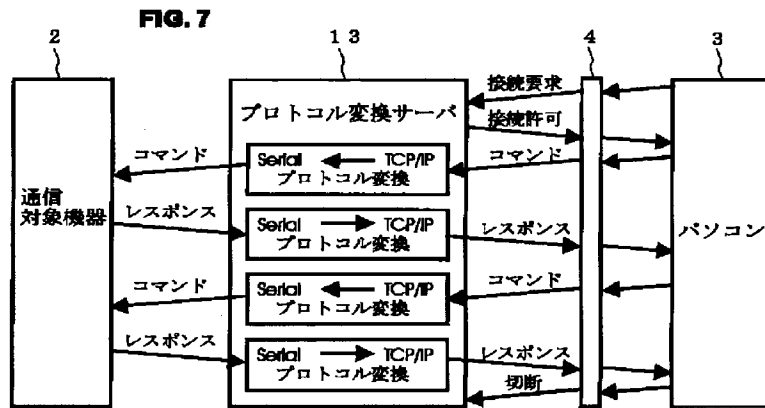 FIG. 7
2
13
4
3
通信
対象機器
プロトコル変換サーバ
パソコン
接続要求
接続許可
コマンド
Serial ← TCP/IP
プロトコル変換
コマンド
レスポンス
Serial → TCP/IP
プロトコル変換
レスポンス
コマンド
Serial ← TCP/IP
プロトコル変換
コマンド
レスポンス
Serial → TCP/IP
プロトコル変換
レスポンス
切断